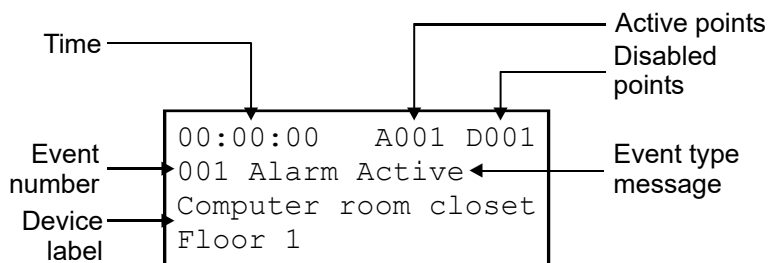 Time
Active points
Disabled
points
00:00:00 A001 D001
Event
number
001 Alarm Active
Event type
message
Device
label
Computer room closet
Floor 1